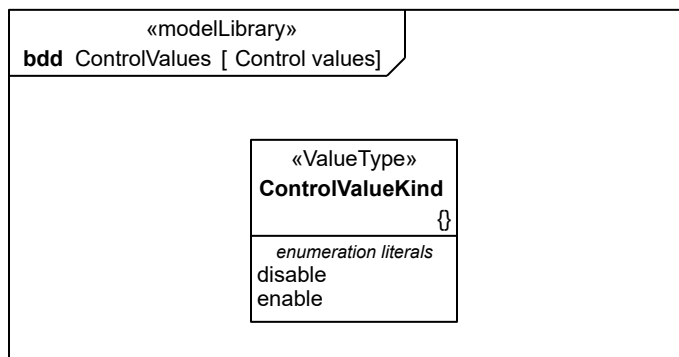 «modelLibrary»
bdd ControlValues [ Control values]
«ValueType»
ControlValueKind
{}
enumeration literals
disable
enable